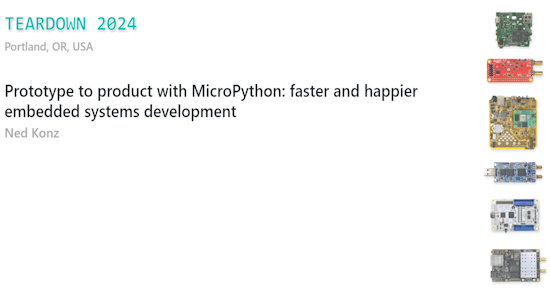 TEARDOWN 2024
Portland, OR, USA
Prototype to product with MicroPython: faster and happier
embedded systems development
Ned Konz